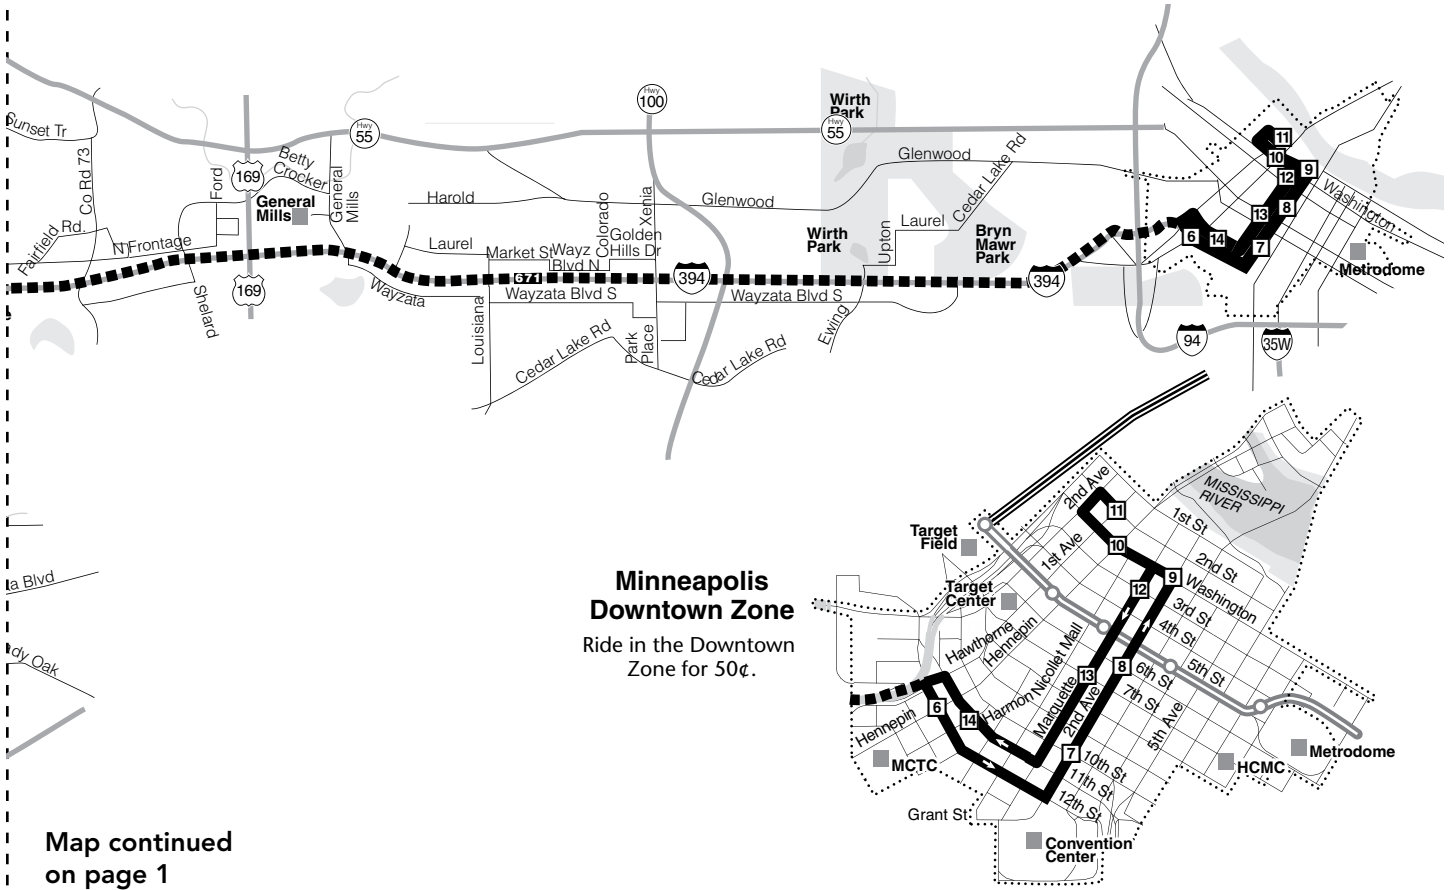 Sunset Tr
Co Rd 73
Fairfield Rd.
N Frontage
Ford
169
Betty
Crocker
General
Mills
General
Mills
Hwy
55
169
Shelard
Harold
Laurel
Market St
Wayz
Blvd N
Colorado
Golden
Hills Dr
Xenia
Hwy
100
671
Wayzata
Louisiana
Wayzata Blvd S
Cedar Lake Rd
Park
Place
394
Glenwood
Wayzata Blvd S
Cedar Lake Rd
Ewing
Wirth
Park
Hwy
55
Wirth
Park
Upton
Glenwood
Laurel
Cedar Lake Rd
Bryn
Mawr
Park
394
94
35W
11
10
9
12
8
13
7
14
6
Washington
Metrodome
a Blvd
dy Oak
Minneapolis
Downtown Zone
Ride in the Downtown
Zone for 50¢.
Target
Field
Target
Center
2nd Ave
1st Ave
11
10
9
12
MISSISSIPPI
RIVER
1st St
2nd St
Washington
3rd St
4th St
5th St
6th St
7th St
5th Ave
Hawthorne
Hennepin
Nicollet Mall
Harmon
Marquette
2nd Ave
13
8
6
14
7
Hennepin
10th St
11th St
12th St
Grant St
MCTC
HCMC
Metrodome
Convention
Center
Map continued
on page 1